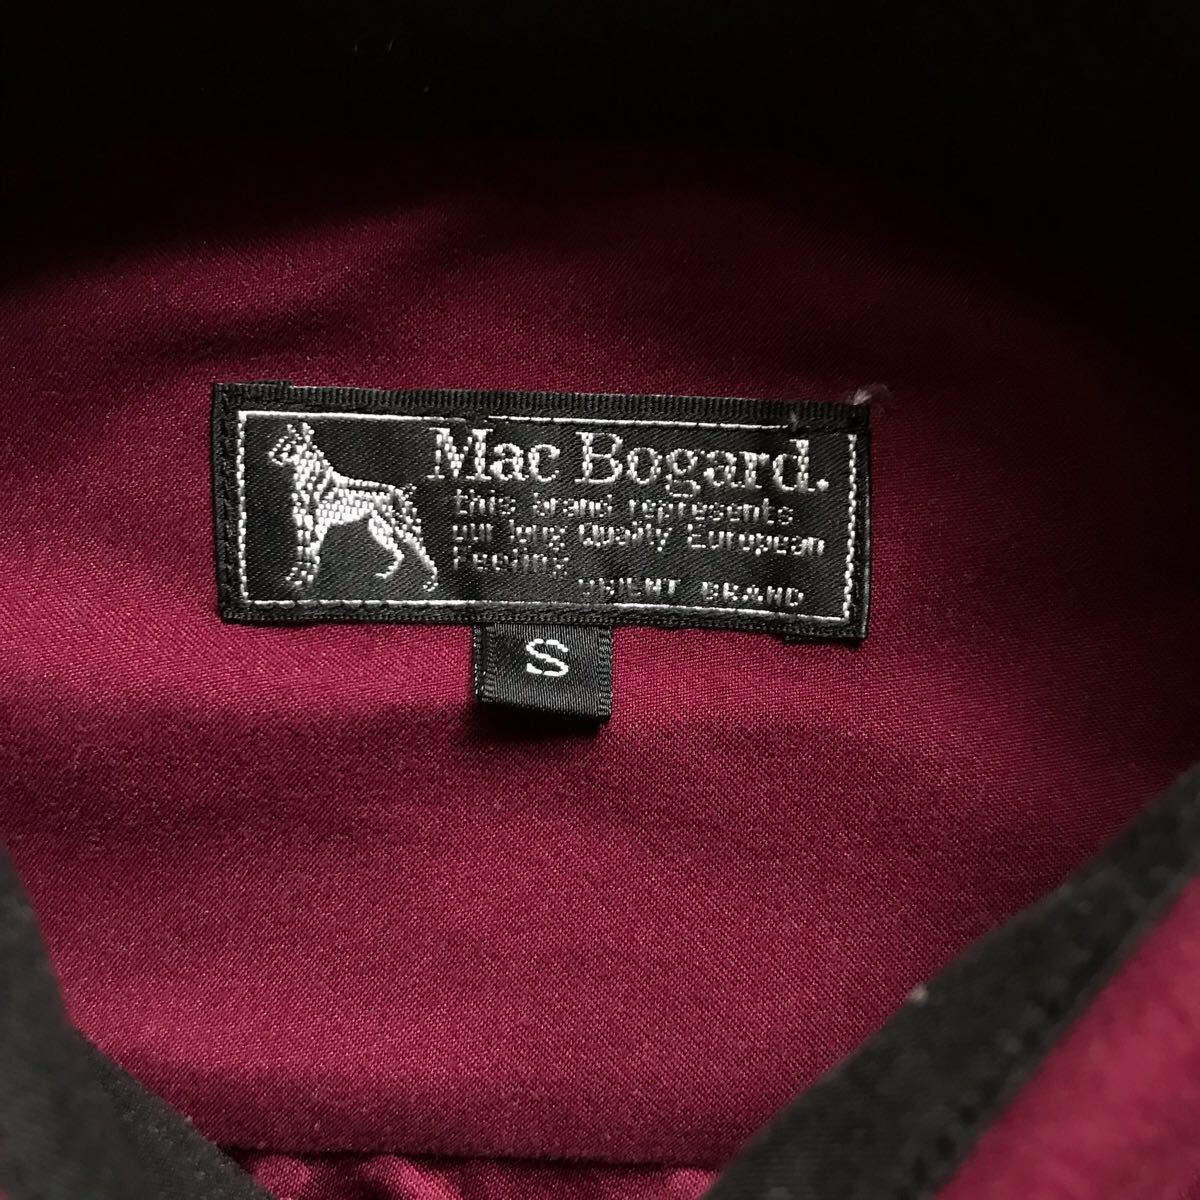 Mac Bogard.
this brand represents
our long Quality European
Feeling
ORIENT BRAND
S